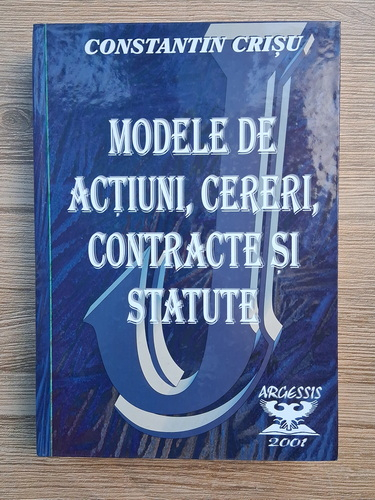 CONSTANTIN CRIȘU
MODELE DE
ACȚIUNI, CERERI,
CONTRACTE ȘI
STATUTE
ARGESSIS
2001